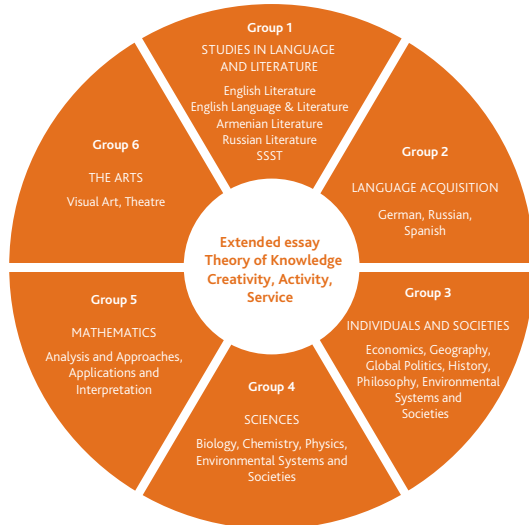 Group 1
STUDIES IN LANGUAGE
AND LITERATURE
English Literature
English Language & Literature
Armenian Literature
Russian Literature
SSST
Group 2
LANGUAGE ACQUISITION
German, Russian,
Spanish
Group 3
INDIVIDUALS AND SOCIETIES
Economics, Geography,
Global Politics, History,
Philosophy, Environmental
Systems and
Societies
Group 4
SCIENCES
Biology, Chemistry, Physics,
Environmental Systems and
Societies
Group 5
MATHEMATICS
Analysis and Approaches,
Applications and
Interpretation
Group 6
THE ARTS
Visual Art, Theatre
Extended essay
Theory of Knowledge
Creativity, Activity,
Service